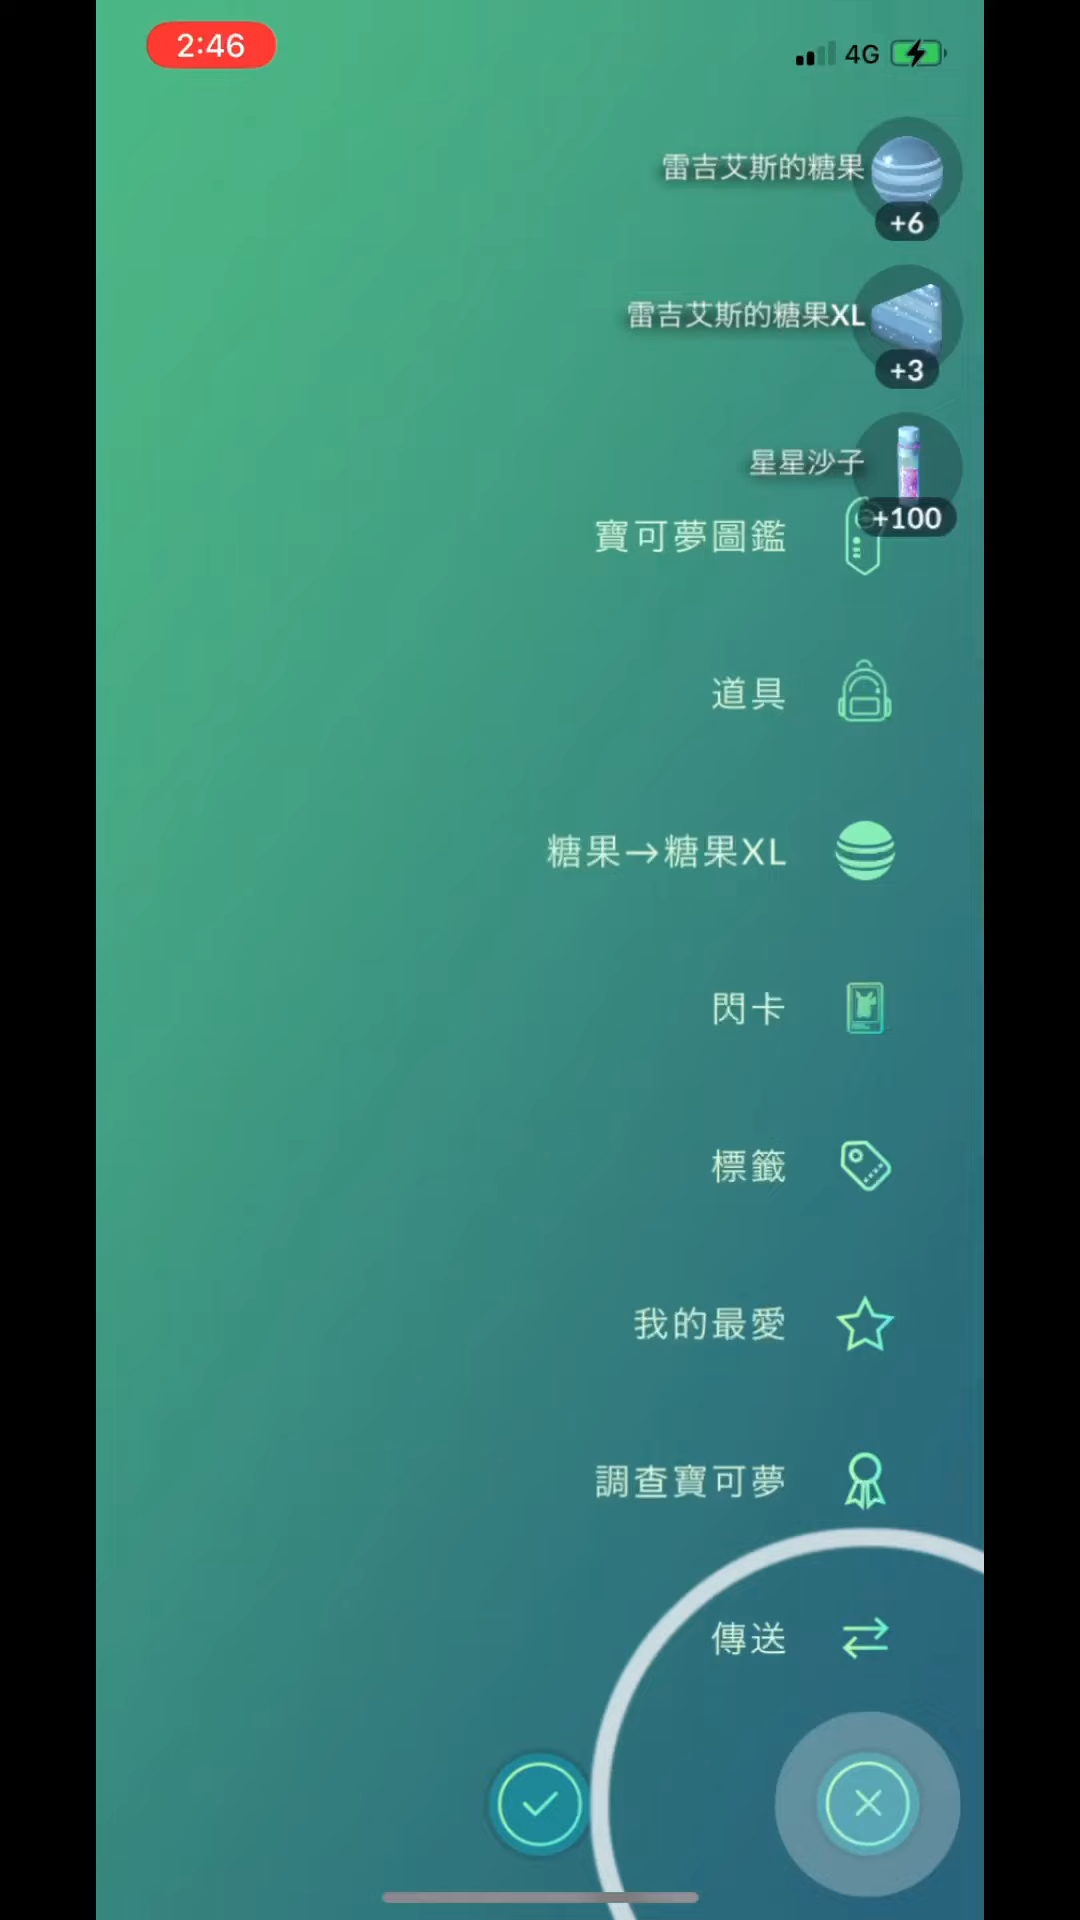 2:46
4G
雷吉艾斯的糖果
+6
雷吉艾斯的糖果XL
+3
星星沙子
+100
寶可夢圖鑑
道具
糖果→糖果XL
閃卡
標籤
我的最愛
調查寶可夢
傳送